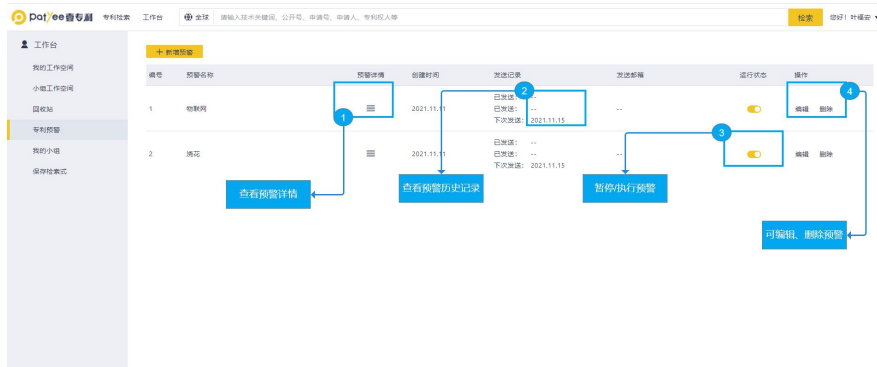 patyee壹专利 专利检索 工作台 全球 请输入技术关键词、公开号、申请号、申请人、专利权人等 检索 您好！叶福安
工作台
我的工作空间
小组工作空间
回收站
专利预警
我的小组
保存检索式
＋ 新增预警
编号 预警名称 预警详情 创建时间 发送记录 发送邮箱 运行状态 操作
1 物联网 2021.11.11 已发送： -- 已发送： -- 下次发送： 2021.11.15 -- 编辑 删除
2 浇花 2021.11.11 已发送： -- 已发送： -- 下次发送： 2021.11.15 -- 编辑 删除
1
2
3
4
查看预警详情
查看预警历史记录
暂停/执行预警
可编辑、删除预警